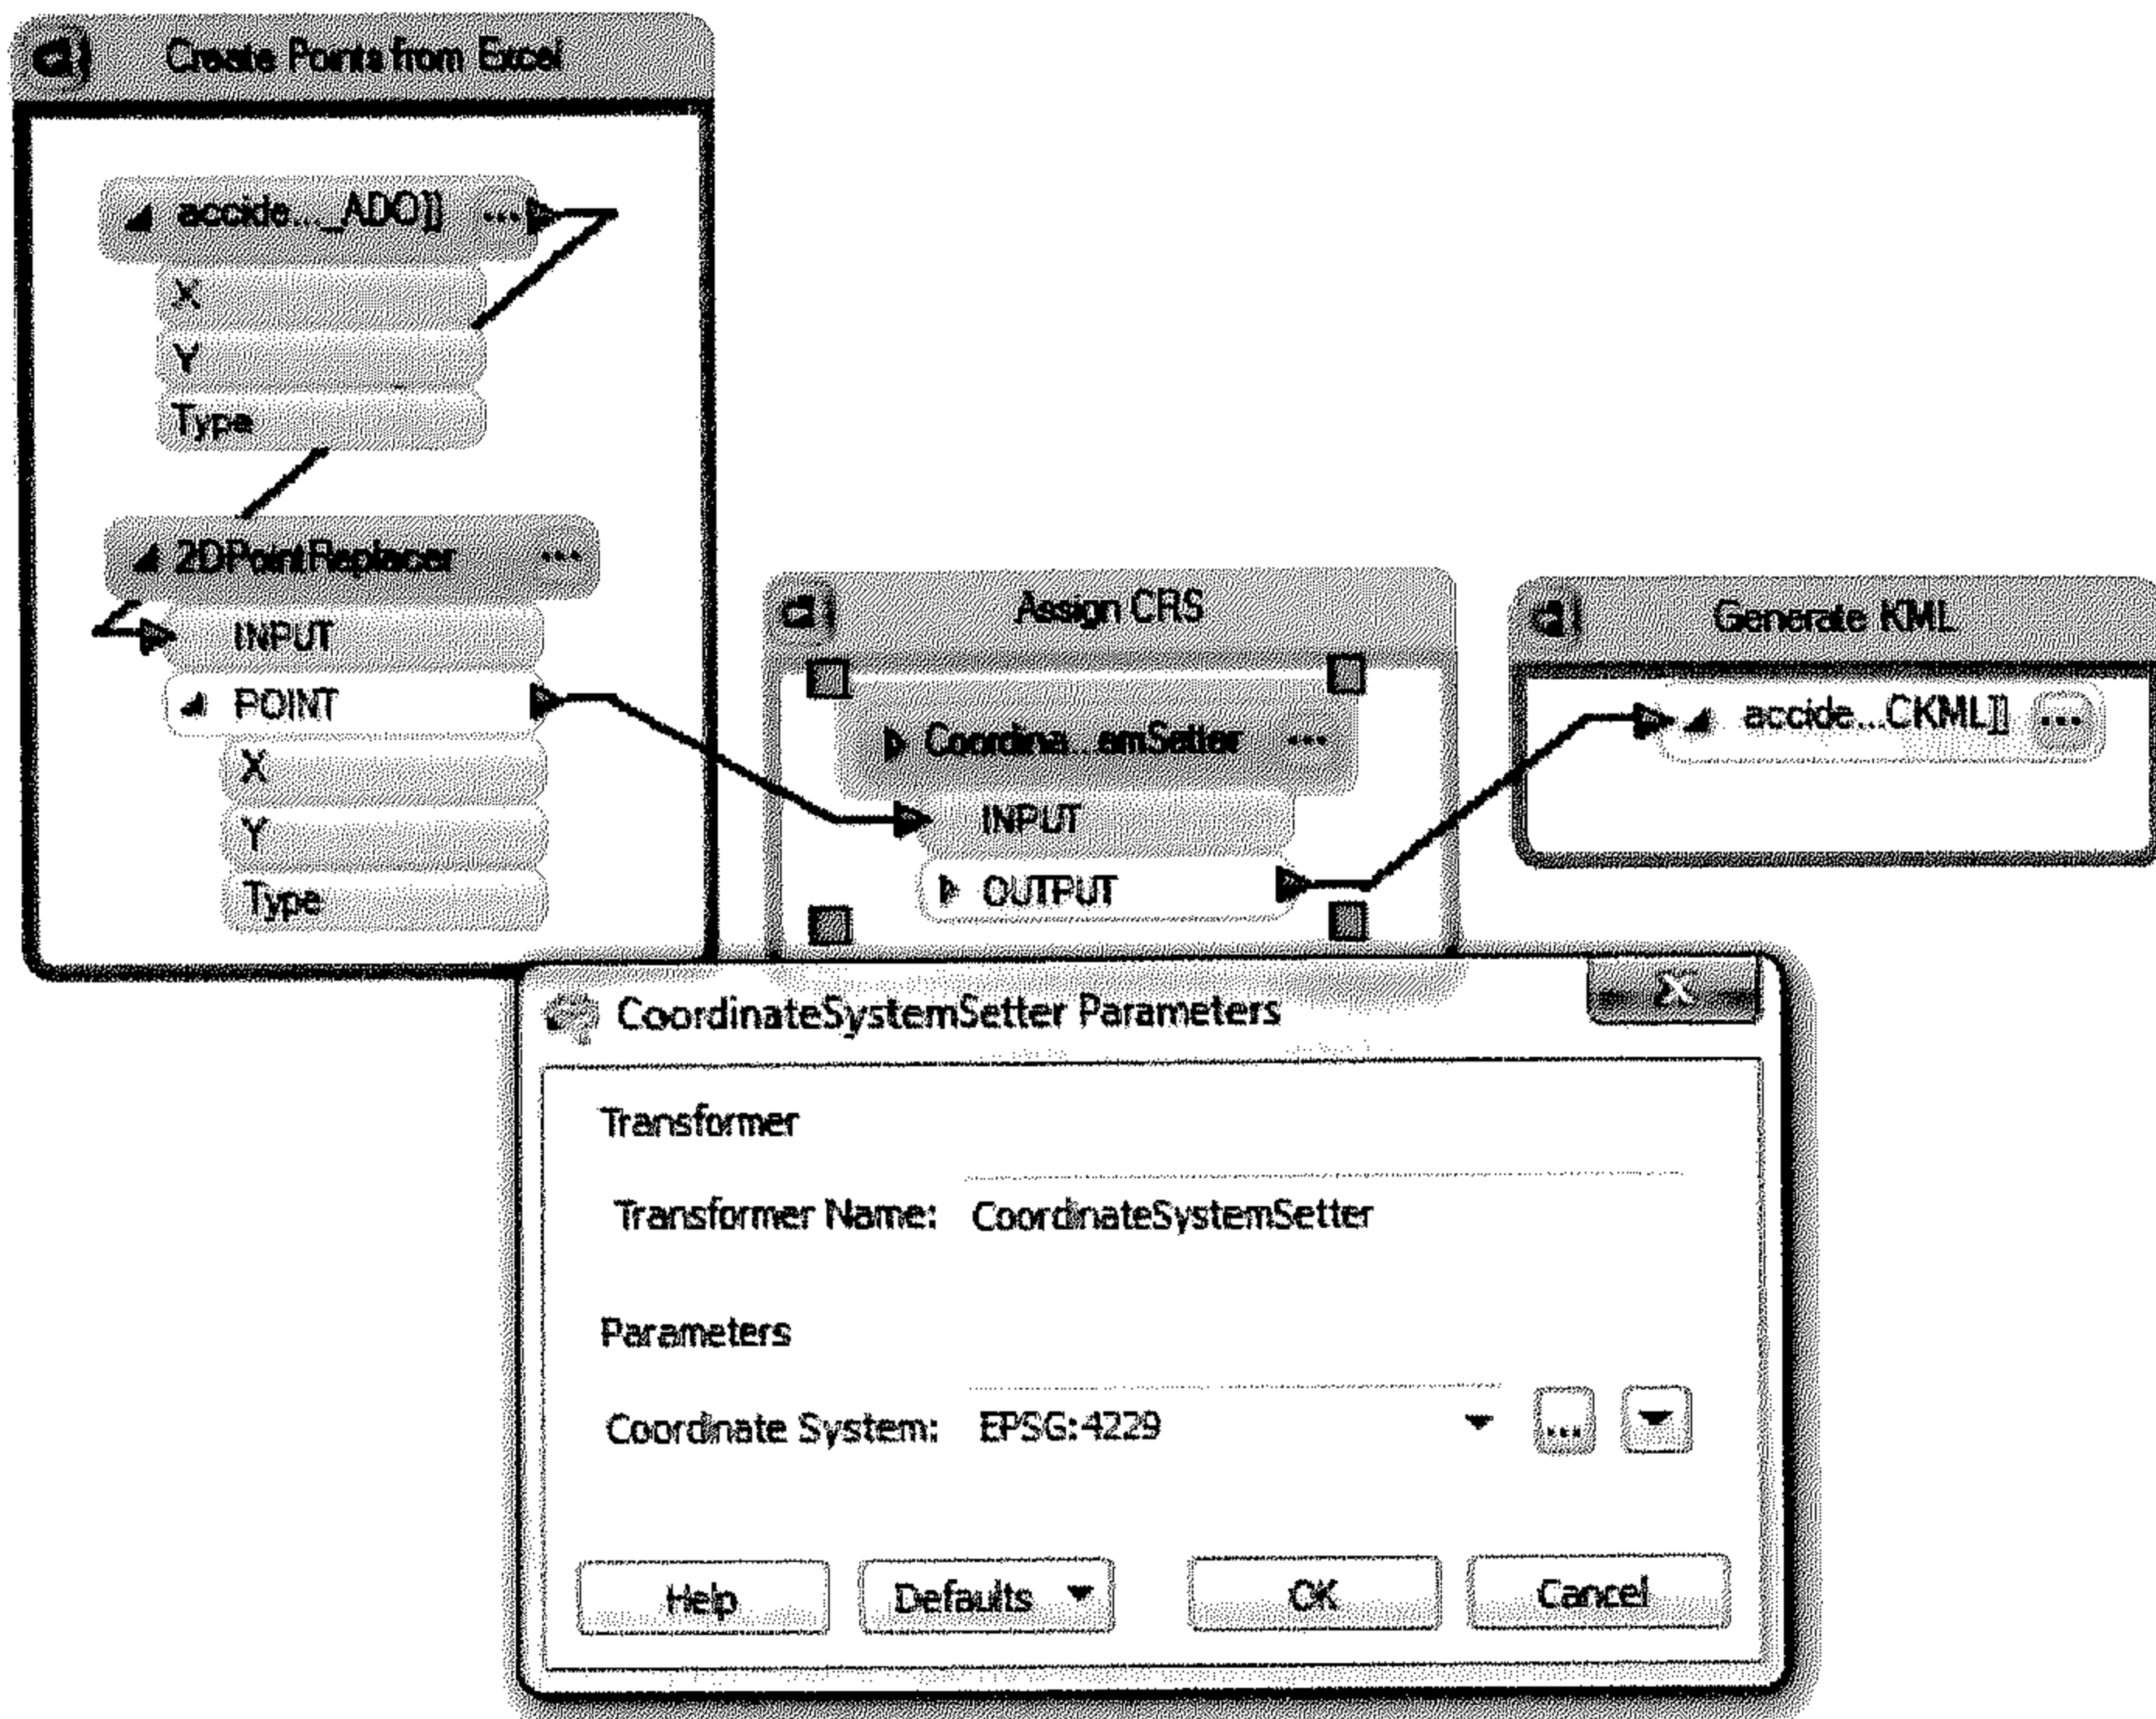 Create Points from Excel
accide..._ADO]] ...
X
Y
Type
2DPointReplacer ...
INPUT
POINT
X
Y
Type
Assign CRS
Coordina...emSetter ...
INPUT
OUTPUT
Generate KML
accide...CKML]] ...
CoordinateSystemSetter Parameters
X
Transformer
Transformer Name: CoordinateSystemSetter
Parameters
Coordinate System: EPSG:4229 ...
Help Defaults OK Cancel